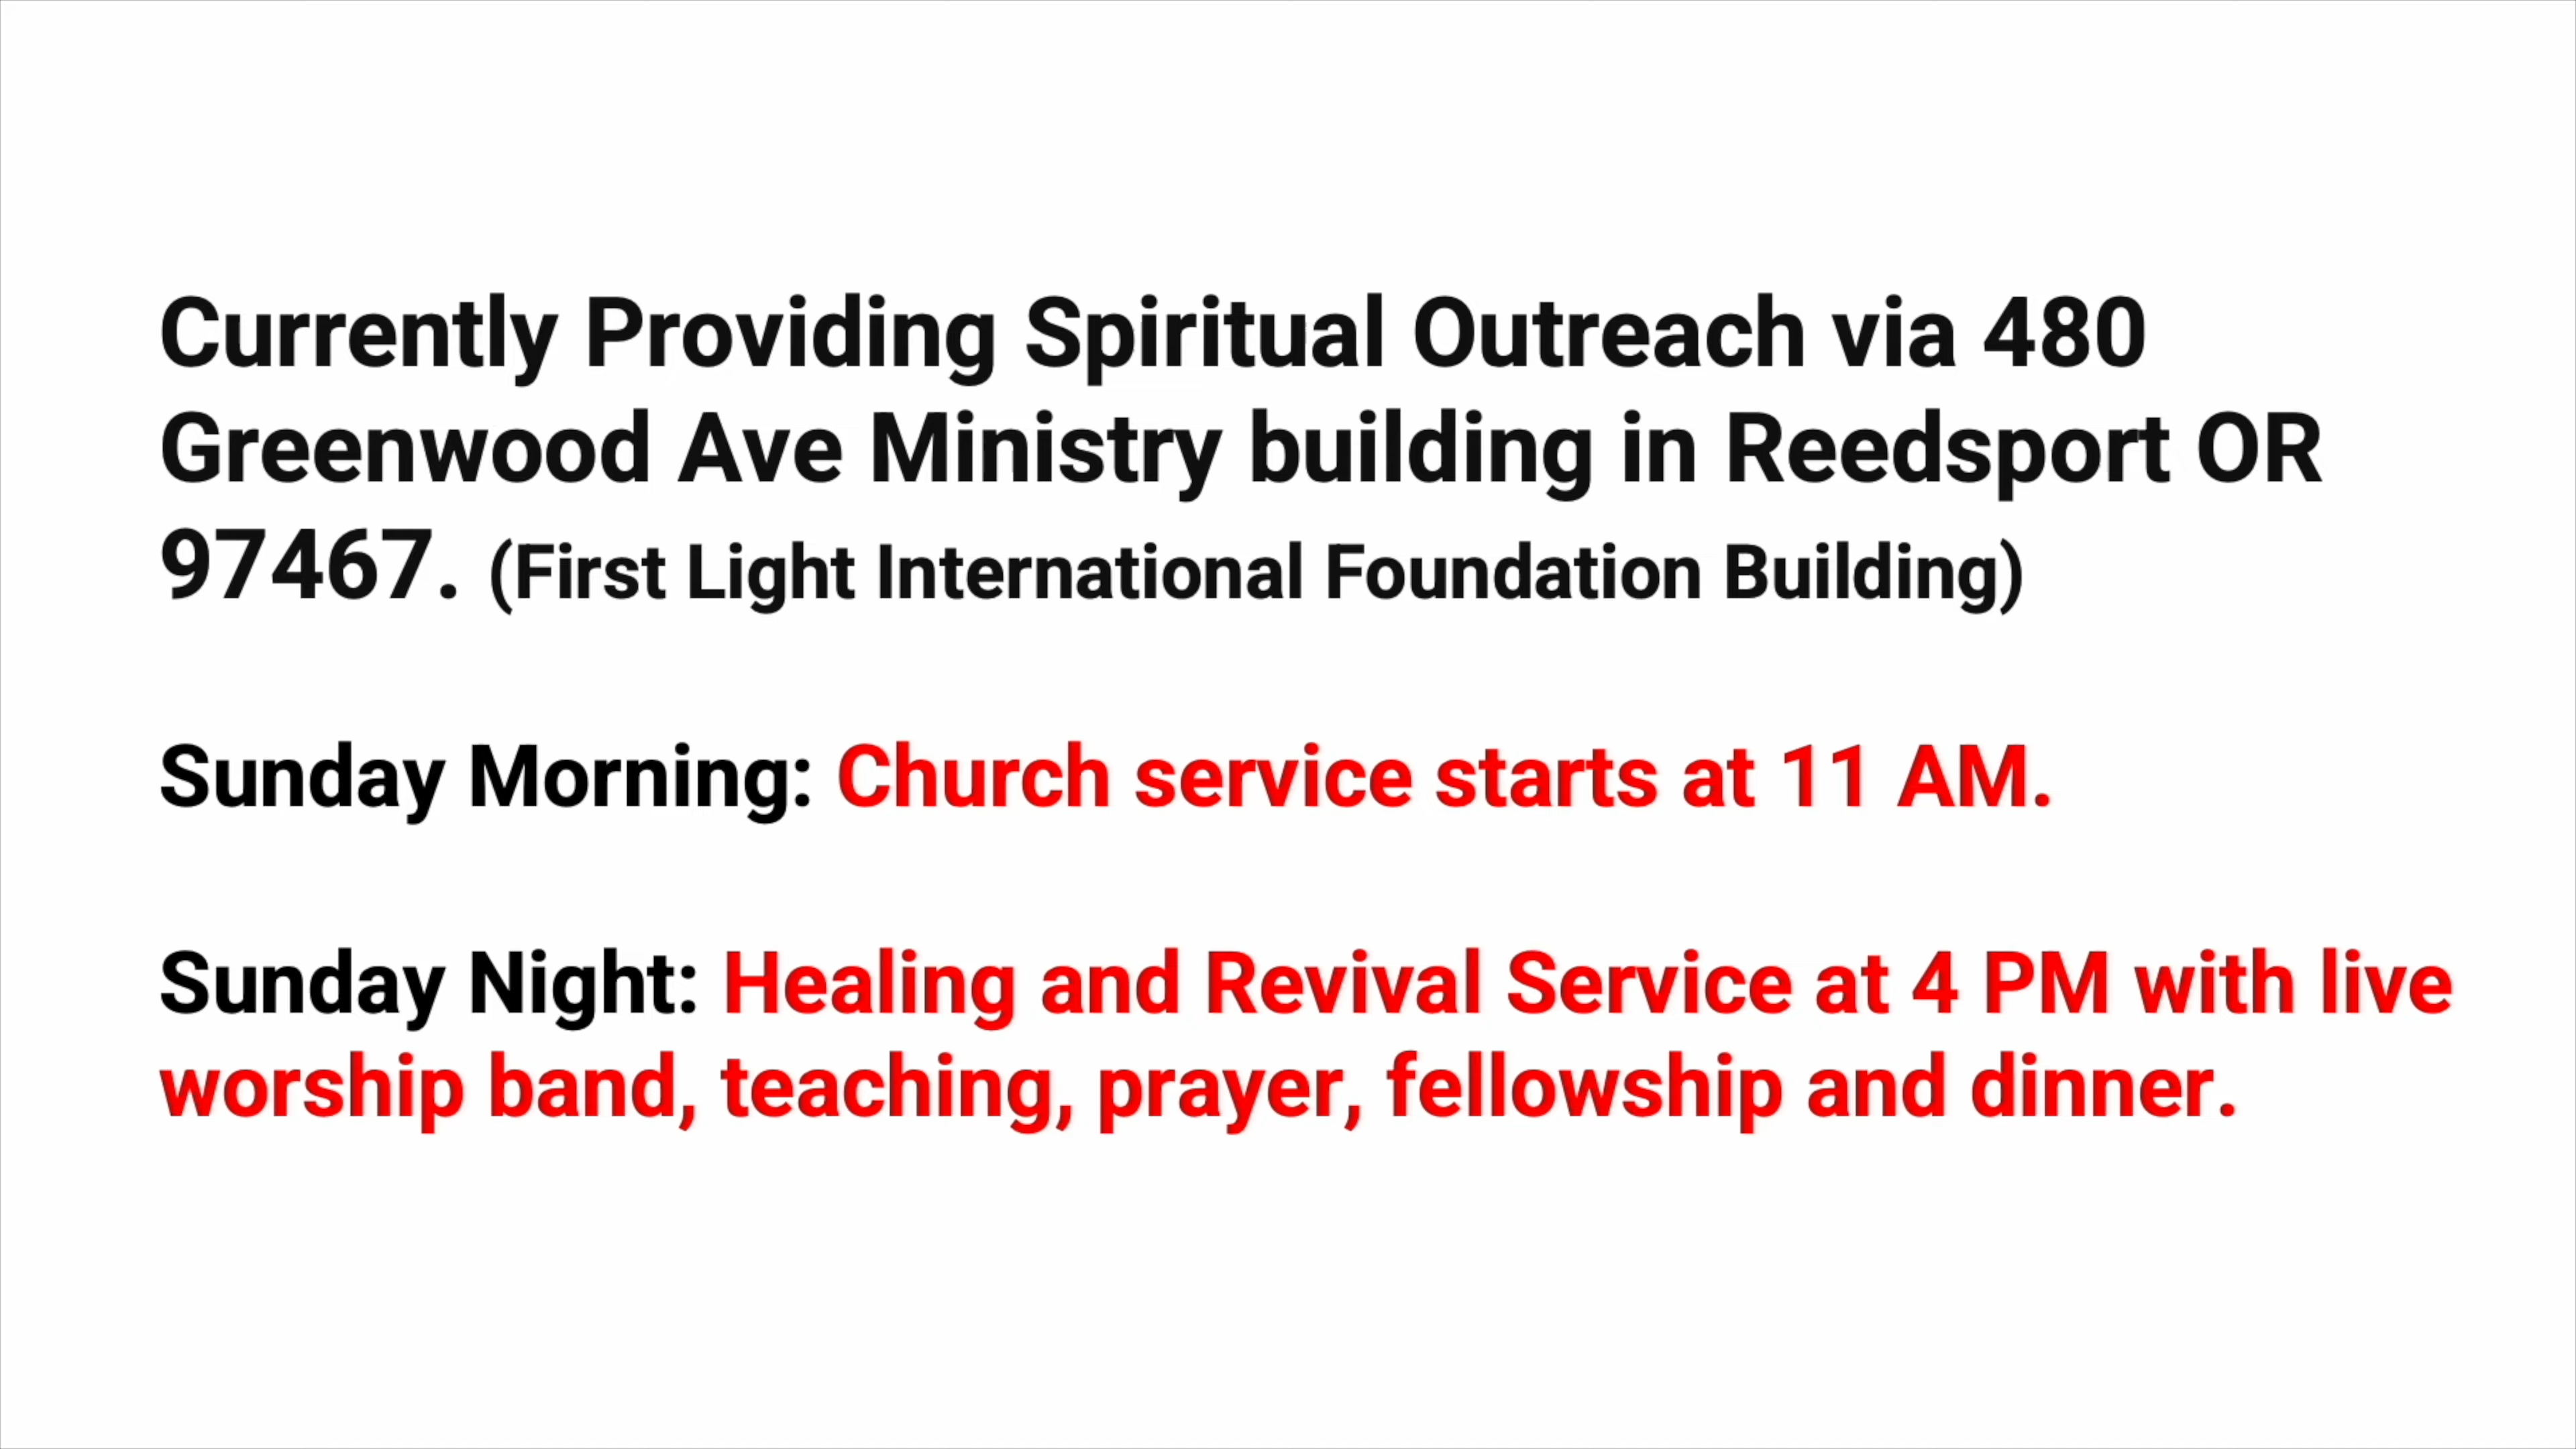 Currently Providing Spiritual Outreach via 480
Greenwood Ave Ministry building in Reedsport OR
97467. (First Light International Foundation Building)
Sunday Morning: Church service starts at 11 AM.
Sunday Night: Healing and Revival Service at 4 PM with live
worship band, teaching, prayer, fellowship and dinner.